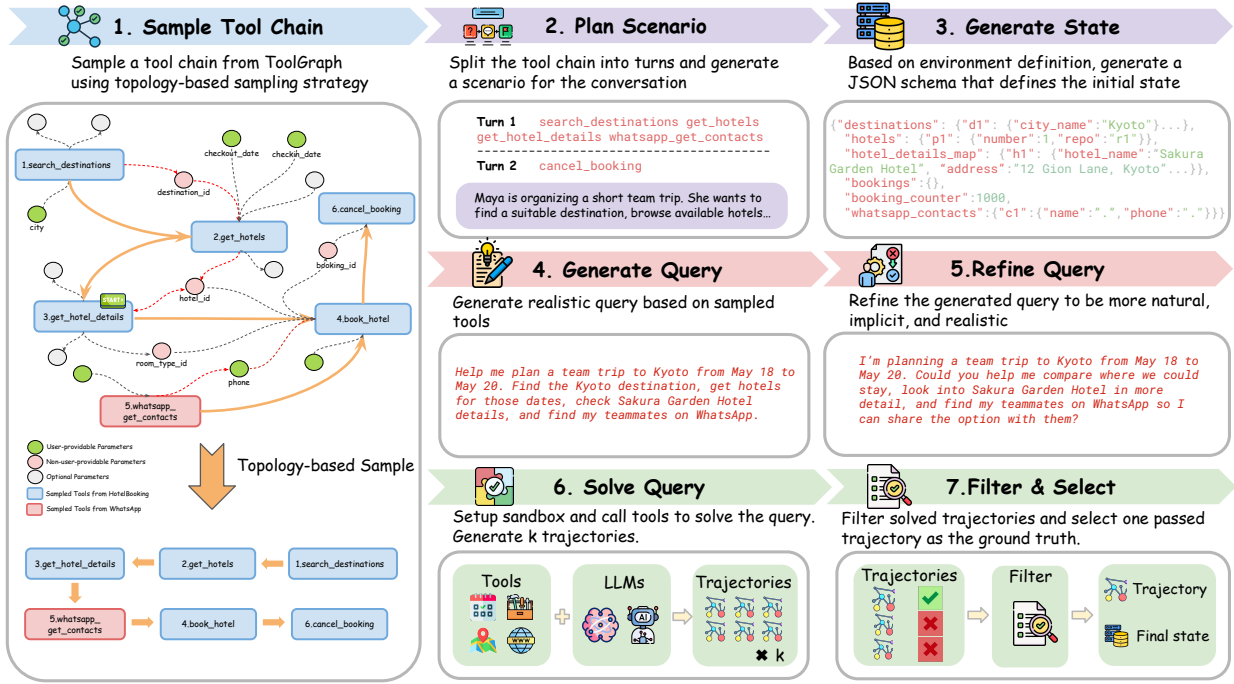 1. Sample Tool Chain
Sample a tool chain from ToolGraph
using topology-based sampling strategy
checkout_date
checkin_date
1.search_destinations
destination_id
city
6.cancel_booking
2.get_hotels
booking_id
hotel_id
START
3.get_hotel_details
4.book_hotel
room_type_id
phone
5.whatsapp_
get_contacts
User-providable Parameters
Non-user-providable Parameters
Optional Parameters
Sampled Tools from HotelBooking
Sampled Tools from WhatsApp
Topology-based Sample
3.get_hotel_details
2.get_hotels
1.search_destinations
5.whatsapp_
get_contacts
4.book_hotel
6.cancel_booking
2. Plan Scenario
Split the tool chain into turns and generate
a scenario for the conversation
Turn 1 search_destinations get_hotels
get_hotel_details whatsapp_get_contacts
Turn 2 cancel_booking
Maya is organizing a short team trip. She wants to
find a suitable destination, browse available hotels...
3. Generate State
Based on environment definition, generate a
JSON schema that defines the initial state
{"destinations": {"d1": {"city_name":"Kyoto"}...},
"hotels": {"p1": {"number":1,"repo":"r1"}},
"hotel_details_map": {"h1": {"hotel_name":"Sakura
Garden Hotel", "address":"12 Gion Lane, Kyoto"...}},
"bookings":{},
"booking_counter":1000,
"whatsapp_contacts":{"c1":{"name":".","phone":"."}}}
4. Generate Query
Generate realistic query based on sampled
tools
Help me plan a team trip to Kyoto from May 18 to
May 20. Find the Kyoto destination, get hotels
for those dates, check Sakura Garden Hotel
details, and find my teammates on WhatsApp.
5.Refine Query
Refine the generated query to be more natural,
implicit, and realistic
I'm planning a team trip to Kyoto from May 18 to
May 20. Could you help me compare where we could
stay, look into Sakura Garden Hotel in more
detail, and find my teammates on WhatsApp so I
can share the option with them?
6. Solve Query
Setup sandbox and call tools to solve the query.
Generate k trajectories.
Tools
LLMs
Trajectories
WWW
AI
✖ k
7.Filter & Select
Filter solved trajectories and select one passed
trajectory as the ground truth.
Trajectories
Filter
Trajectory
Final state